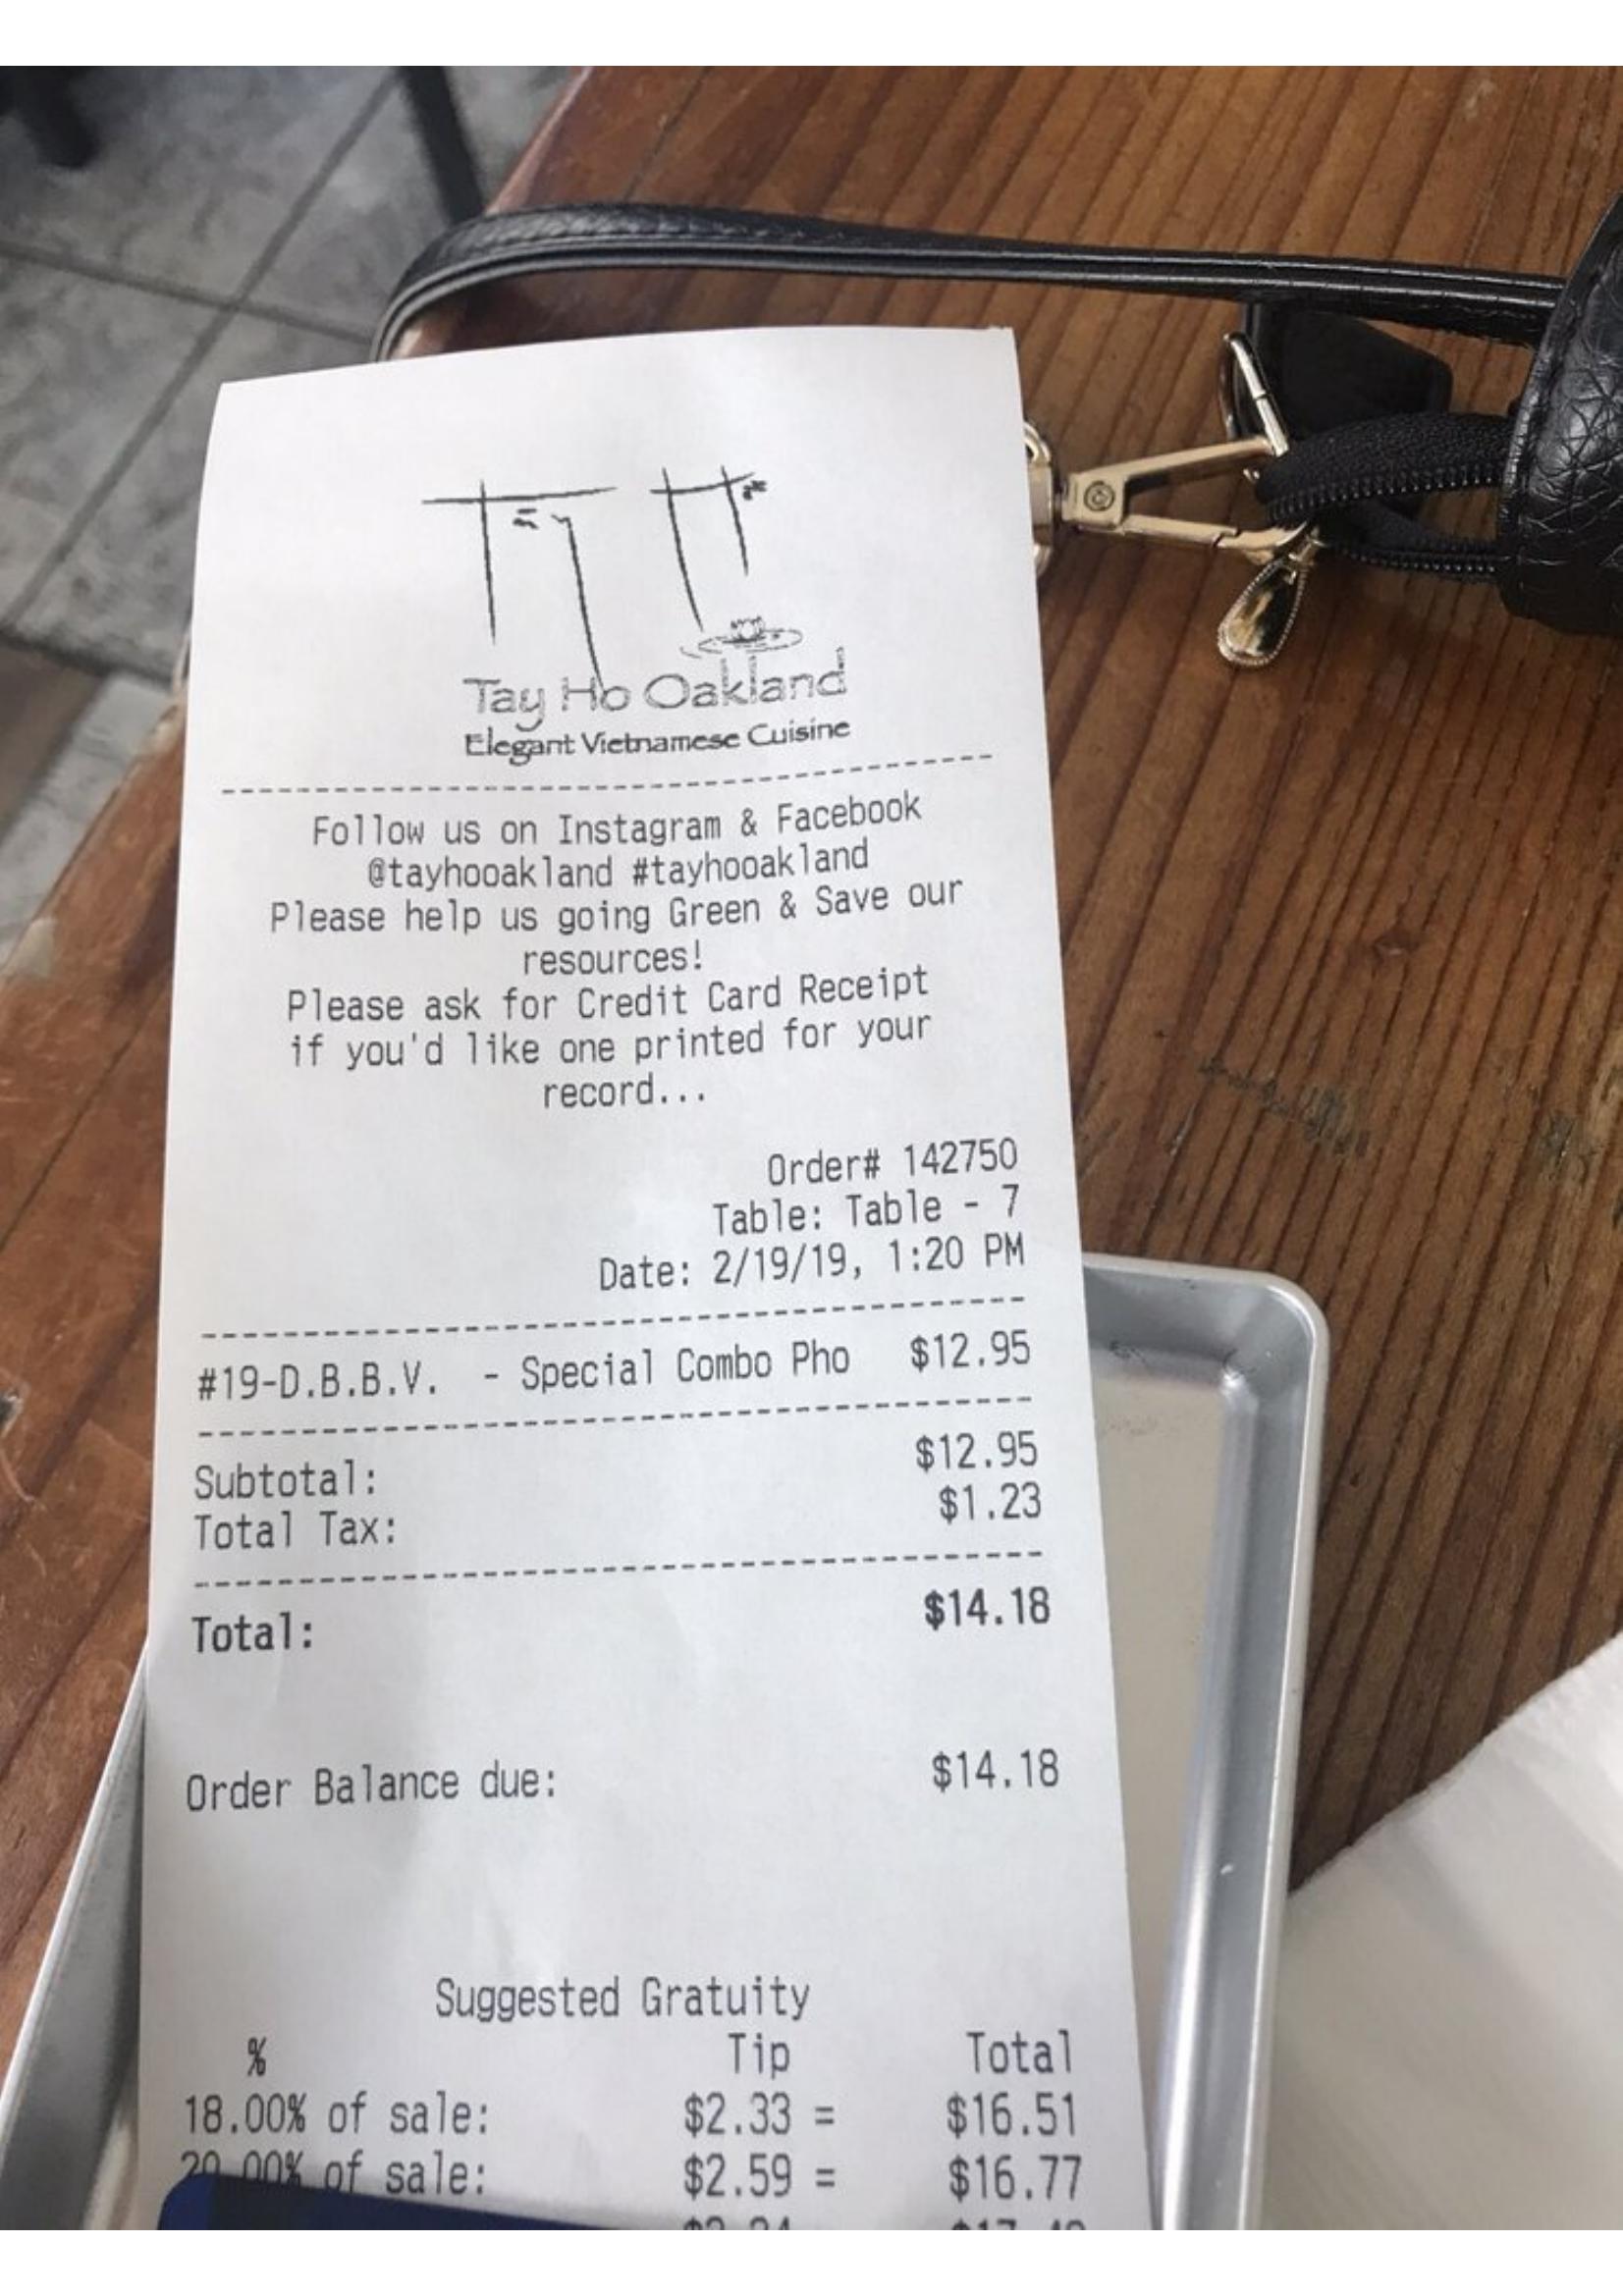 Tay Ho Oakland
Elegant Vietnamese Cuisine
Follow us on Instagram & Facebook
@tayhooakland #tayhooakland
Please help us going Green & Save our
resources!
Please ask for Credit Card Receipt
if you'd like one printed for your
record...
Order# 142750
Table: Table - 7
Date: 2/19/19, 1:20 PM
#19-D.B.B.V. - Special Combo Pho $12.95
Subtotal: $12.95
Total Tax: $1.23
Total: $14.18
Order Balance due: $14.18
Suggested Gratuity
% Tip Total
18.00% of sale: $2.33 = $16.51
20.00% of sale: $2.59 = $16.77